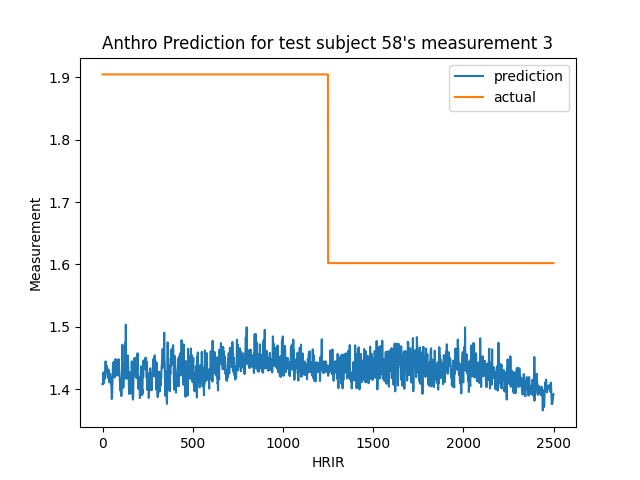 Anthro Prediction for test subject 58's measurement 3
prediction
actual
Measurement
1.9
1.8
1.7
1.6
1.5
1.4
0
500
1000
1500
2000
2500
HRIR